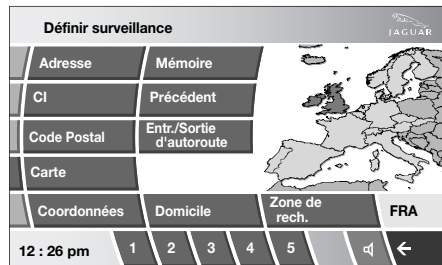 Définir surveillance
JAGUAR
Adresse
Mémoire
CI
Précédent
Code Postal
Entr./Sortie
d'autoroute
Carte
Coordonnées
Domicile
Zone de
rech.
FRA
12 : 26 pm
1
2
3
4
5